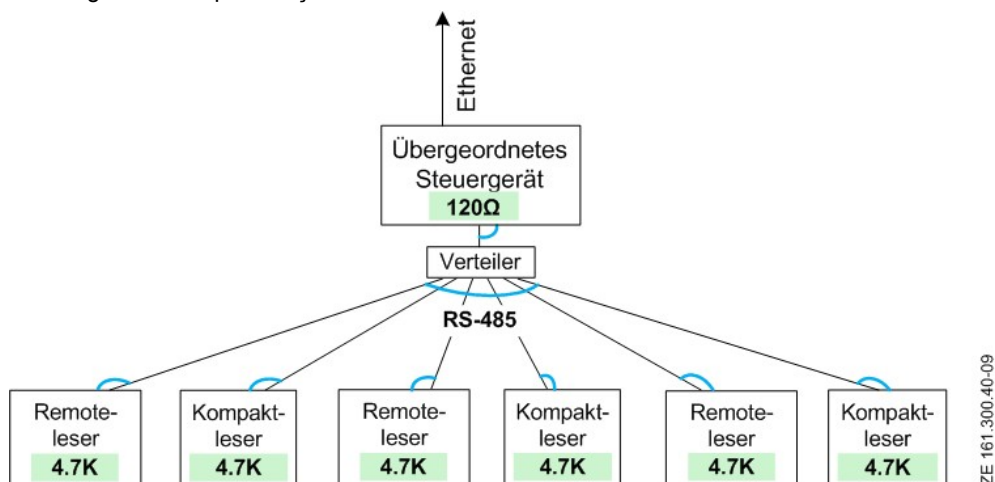 Ethernet
Übergeordnetes
Steuergerät
120Ω
Verteiler
RS-485
Remote-
leser
4.7K
Kompakt-
leser
4.7K
Remote-
leser
4.7K
Kompakt-
leser
4.7K
Remote-
leser
4.7K
Kompakt-
leser
4.7K
ZE 161.300.40-09